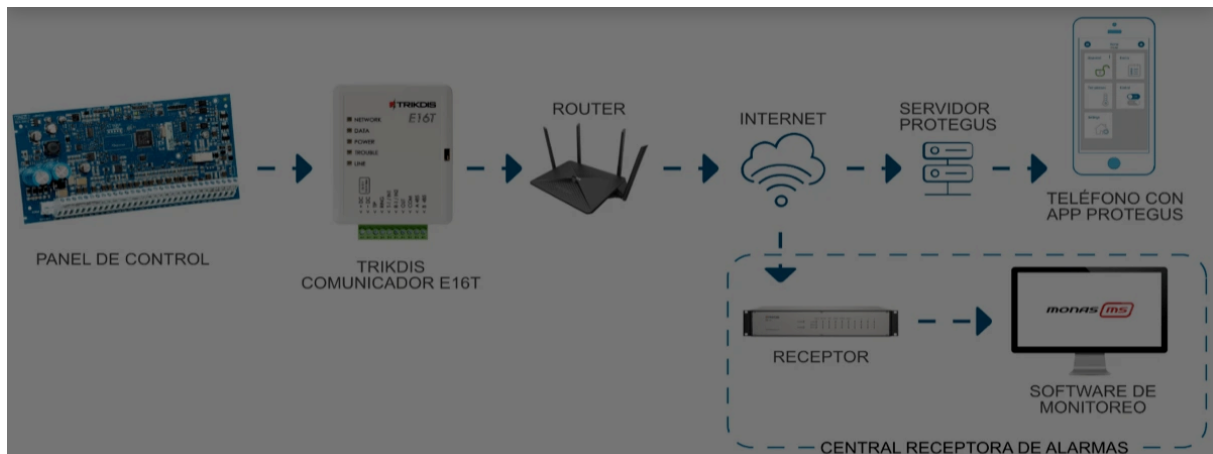 PANEL DE CONTROL
TRIKDIS
E16T
NETWORK
DATA
POWER
TROUBLE
LINE
TRIKDIS
COMUNICADOR E16T
ROUTER
INTERNET
SERVIDOR
PROTEGUS
TELÉFONO CON
APP PROTEGUS
RECEPTOR
monas ms
SOFTWARE DE
MONITOREO
CENTRAL RECEPTORA DE ALARMAS